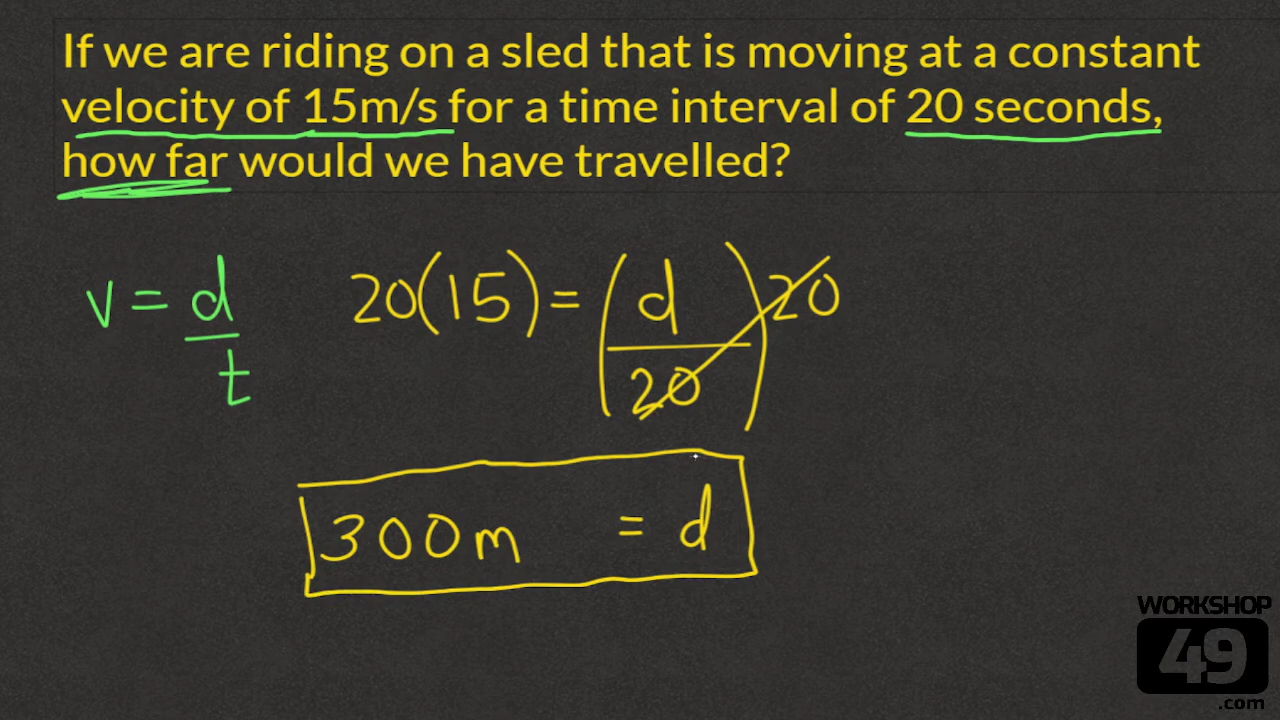 If we are riding on a sled that is moving at a constant
velocity of 15m/s for a time interval of 20 seconds,
how far would we have travelled?
v = d
t
20(15) = (d) 20
20
300m = d
WORKSHOP
49
.com